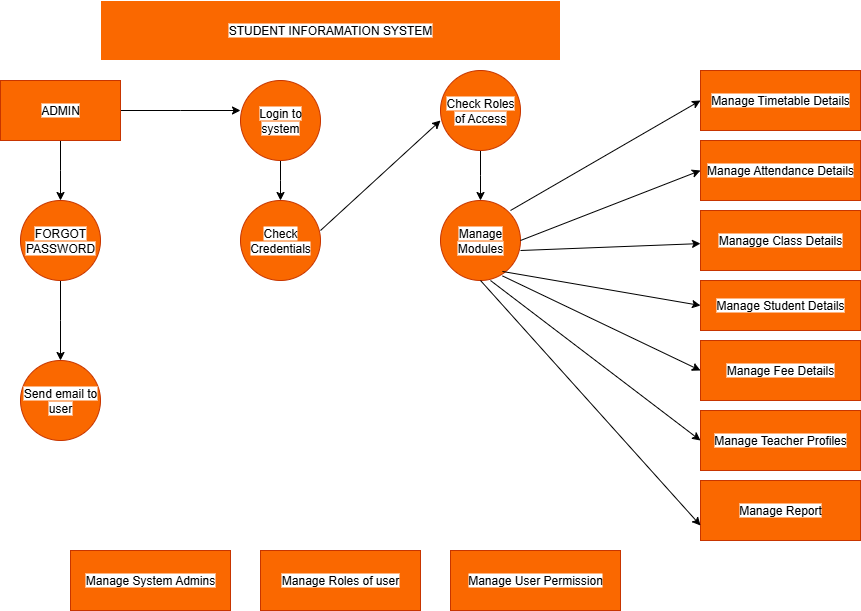 STUDENT INFORAMATION SYSTEM
ADMIN
Login to
system
Check Roles
of Access
Manage Timetable Details
Manage Attendance Details
Managge Class Details
FORGOT
PASSWORD
Check
Credentials
Manage
Modules
Manage Student Details
Manage Fee Details
Send email to
user
Manage Teacher Profiles
Manage Report
Manage System Admins
Manage Roles of user
Manage User Permission